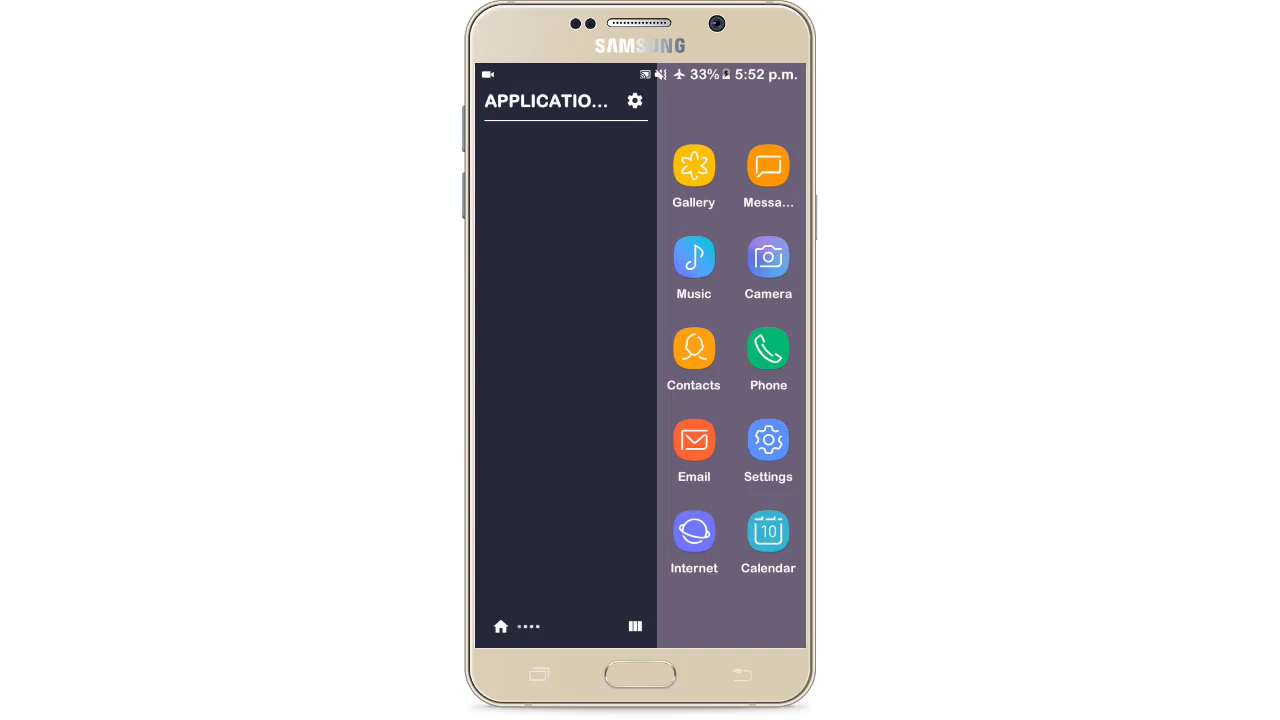 SAMSUNG
33% 5:52 p.m.
APPLICATIO...
Gallery Messa...
Music Camera
Contacts Phone
Email Settings
10
Internet Calendar